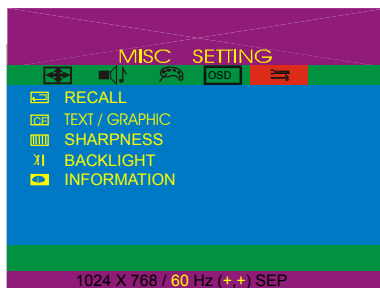 MISC SETTING
OSD
RECALL
TEXT / GRAPHIC
SHARPNESS
BACKLIGHT
INFORMATION
1024 X 768 / 60 Hz (+,+) SEP